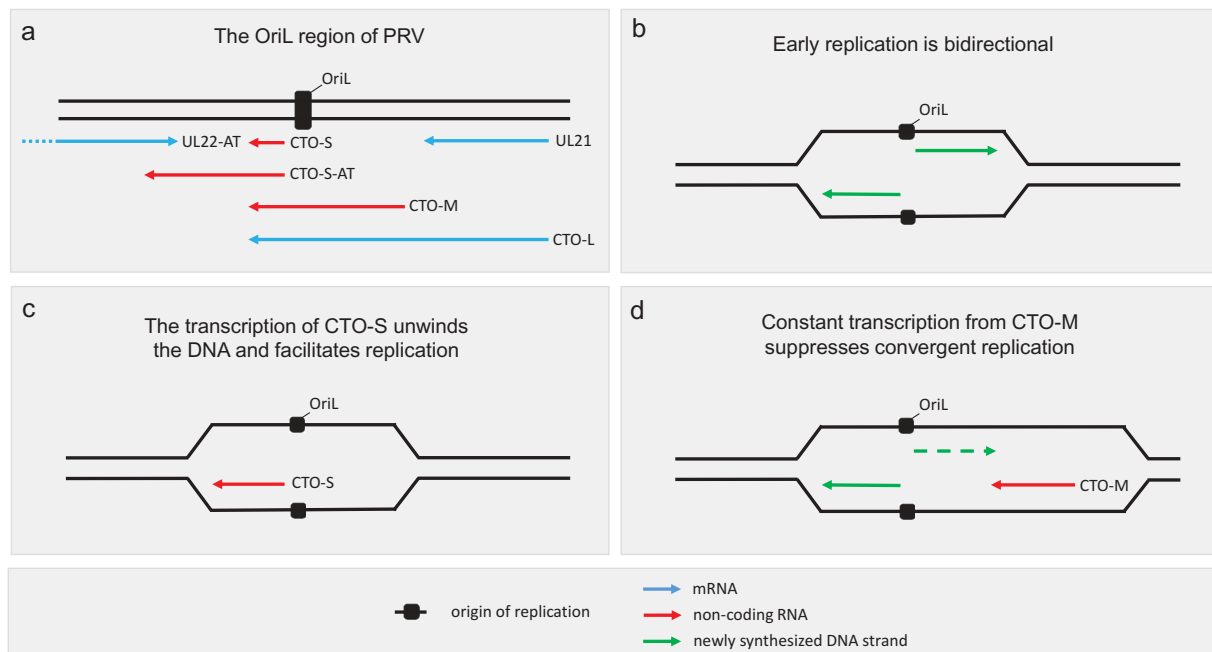 a
The OriL region of PRV
OriL
UL22-AT
CTO-S
UL21
CTO-S-AT
CTO-M
CTO-L
b
Early replication is bidirectional
OriL
c
The transcription of CTO-S unwinds
the DNA and facilitates replication
OriL
CTO-S
d
Constant transcription from CTO-M
suppresses convergent replication
OriL
CTO-M
origin of replication
mRNA
non-coding RNA
newly synthesized DNA strand